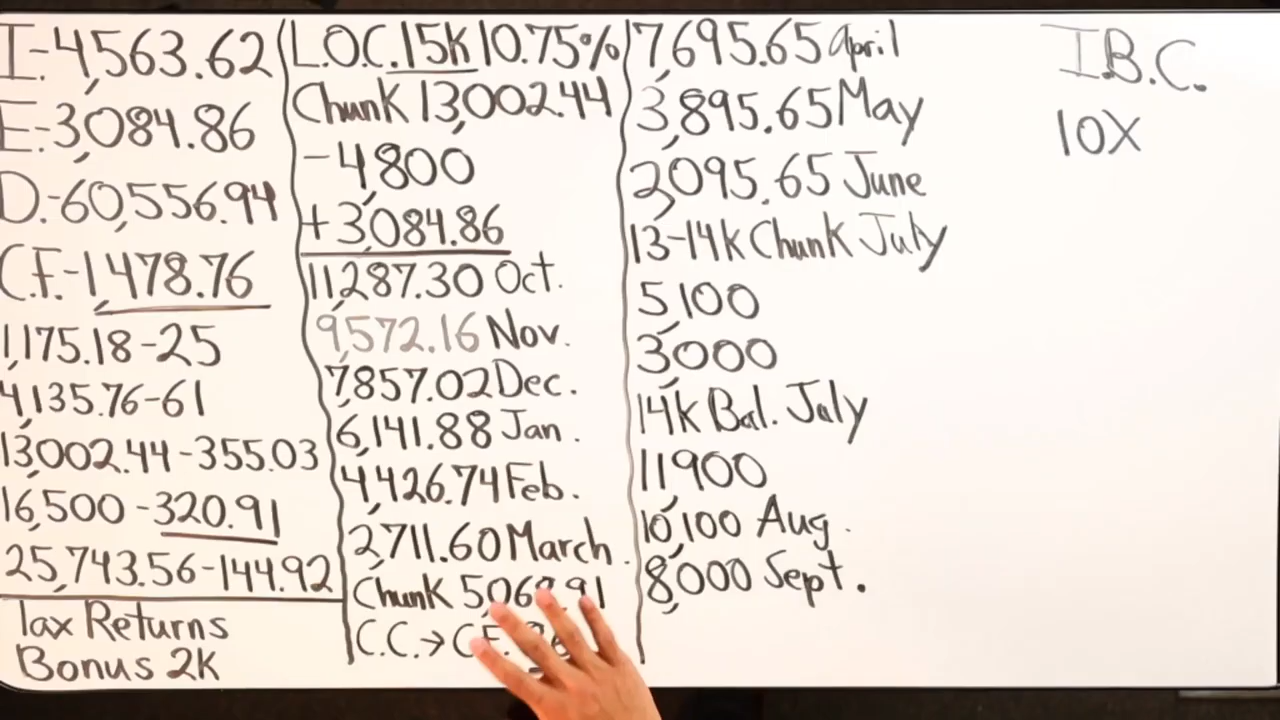 I.-4,563.62
E.-3,084.86
D.-60,556.94
C.F.-1,478.76
1,175.18-25
4,135.76-61
13,002.44-355.03
16,500-320.91
25,743.56-144.92
Tax Returns
Bonus 2K
L.O.C. 15K 10.75%
Chunk 13,002.44
-4,800
+3,084.86
11,287.30 Oct.
9,572.16 Nov.
7,857.02 Dec.
6,141.88 Jan.
4,426.74 Feb.
2,711.60 March.
Chunk
C.C.→C.F.
7,695.65 april
3,895.65 May
2,095.65 June
13-14K Chunk July
5,100
3,000
14K Bal. July
11,900
10,100 Aug.
8,000 Sept.
I.B.C.
10X